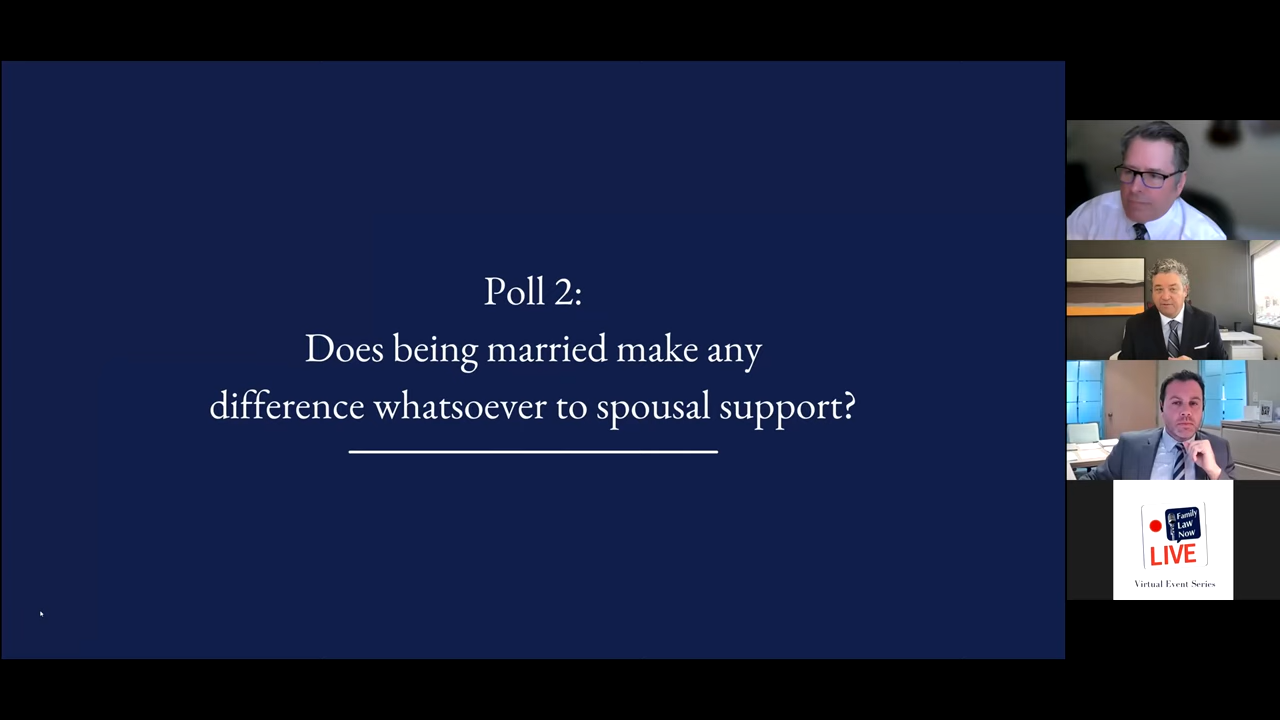 Poll 2:
Does being married make any
difference whatsoever to spousal support?
Family
Law
Now
LIVE
Virtual Event Series